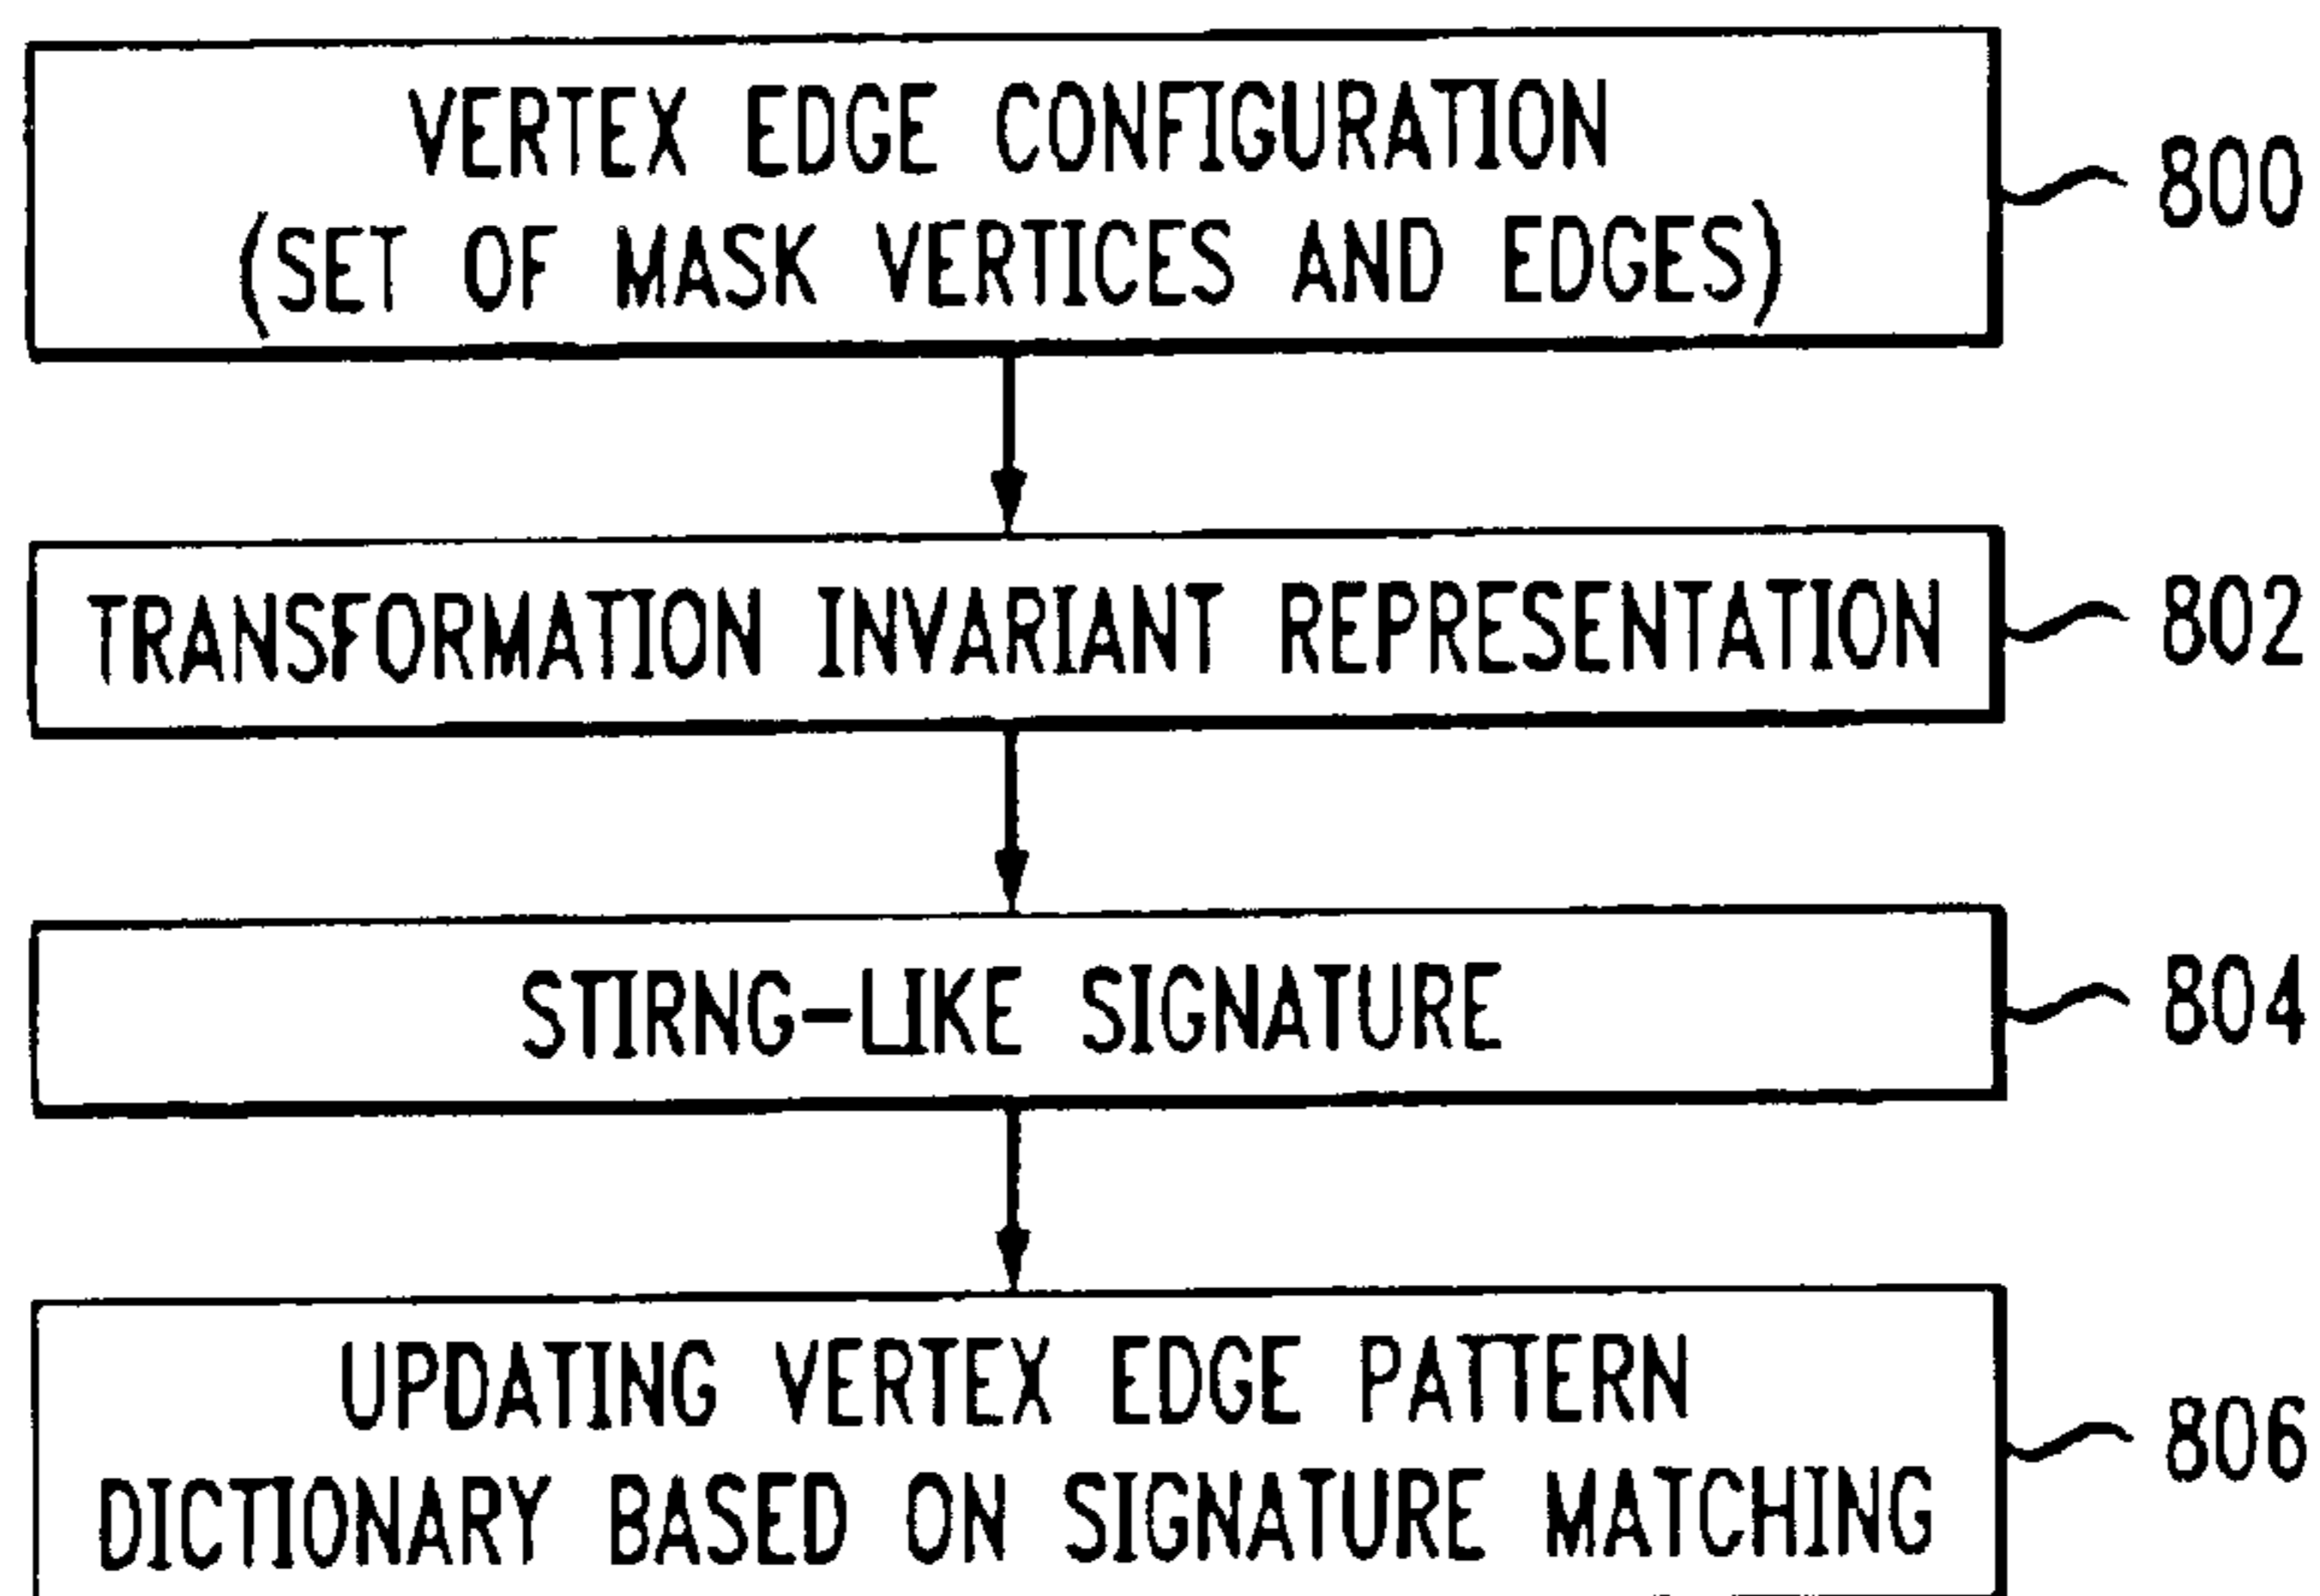 VERTEX EDGE CONFIGURATION
(SET OF MASK VERTICES AND EDGES)
800
TRANSFORMATION INVARIANT REPRESENTATION
802
STIRNG-LIKE SIGNATURE
804
UPDATING VERTEX EDGE PATTERN
DICTIONARY BASED ON SIGNATURE MATCHING
806